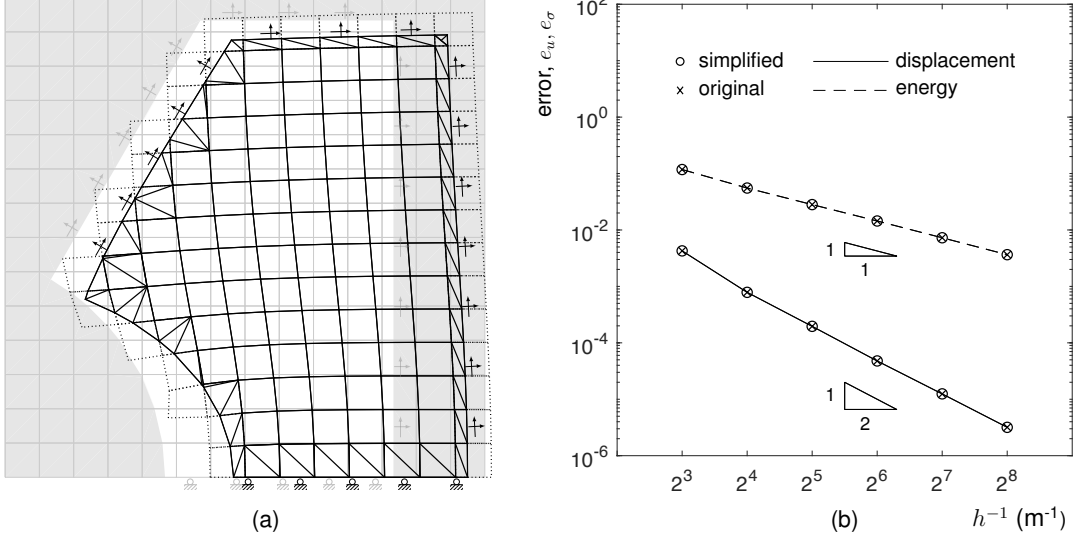 error, e_u, e_σ
10^2
10^0
10^-2
10^-4
10^-6
simplified
original
displacement
energy
1
1
1
2
2^3 2^4 2^5 2^6 2^7 2^8
(a)
(b)
h^-1 (m^-1)